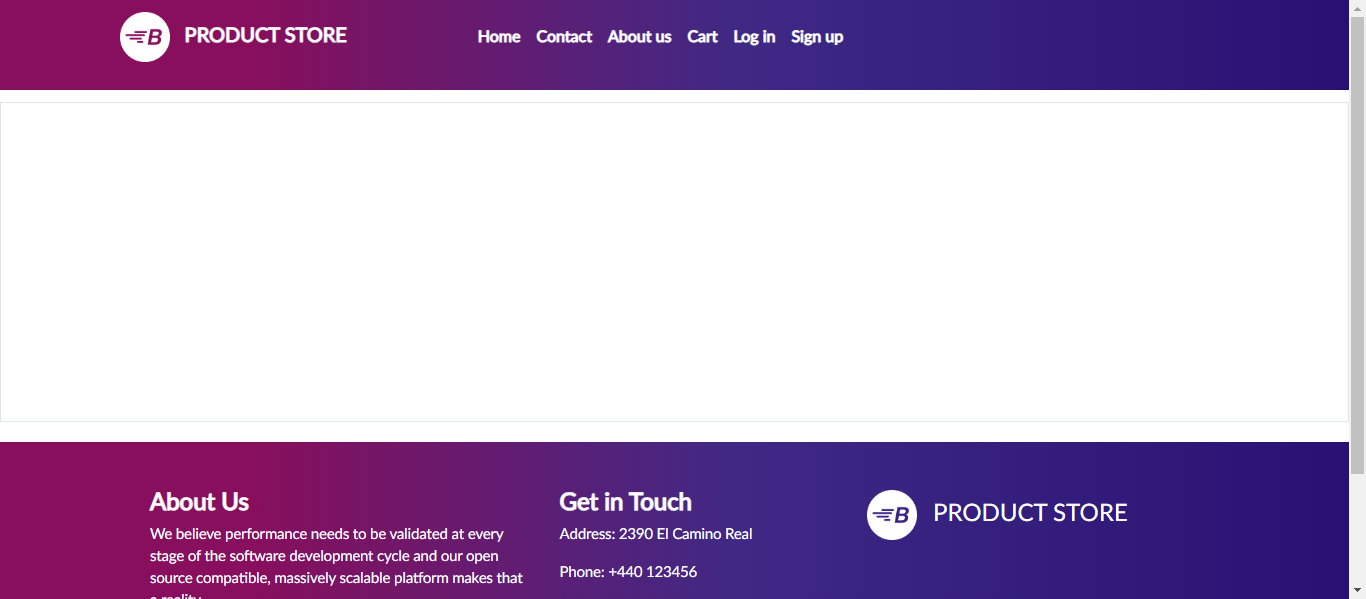 B PRODUCT STORE
Home Contact About us Cart Log in Sign up
About Us
We believe performance needs to be validated at every
stage of the software development cycle and our open
source compatible, massively scalable platform makes that
a reality.
Get in Touch
Address: 2390 El Camino Real
Phone: +440 123456
B PRODUCT STORE